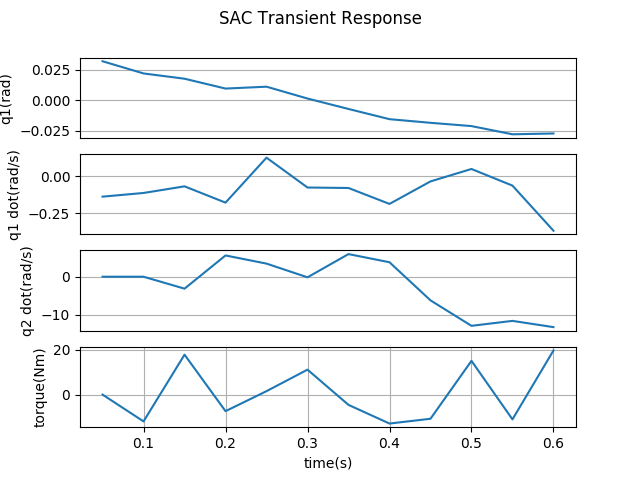 SAC Transient Response
q1(rad)
0.025
0.000
−0.025
q1 dot(rad/s)
0.00
−0.25
q2 dot(rad/s)
0
−10
torque(Nm)
20
0
0.1 0.2 0.3 0.4 0.5 0.6
time(s)